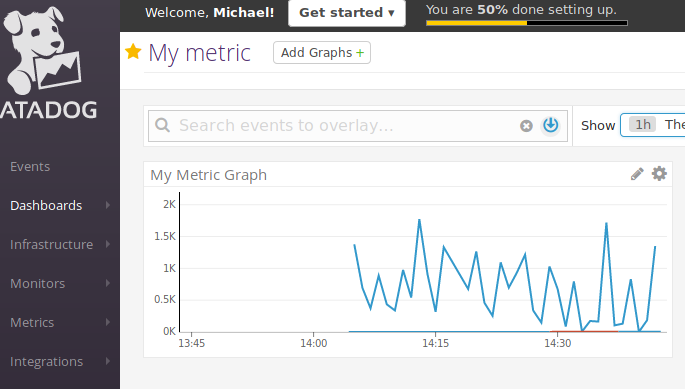 Welcome, Michael!
Get started ▾
You are 50% done setting up.
My metric
Add Graphs +
ATADOG
Search events to overlay...
Show
1h The
Events
Dashboards
Infrastructure
Monitors
Metrics
Integrations
My Metric Graph
2K
1.5K
1K
0.5K
0K
13:45
14:00
14:15
14:30